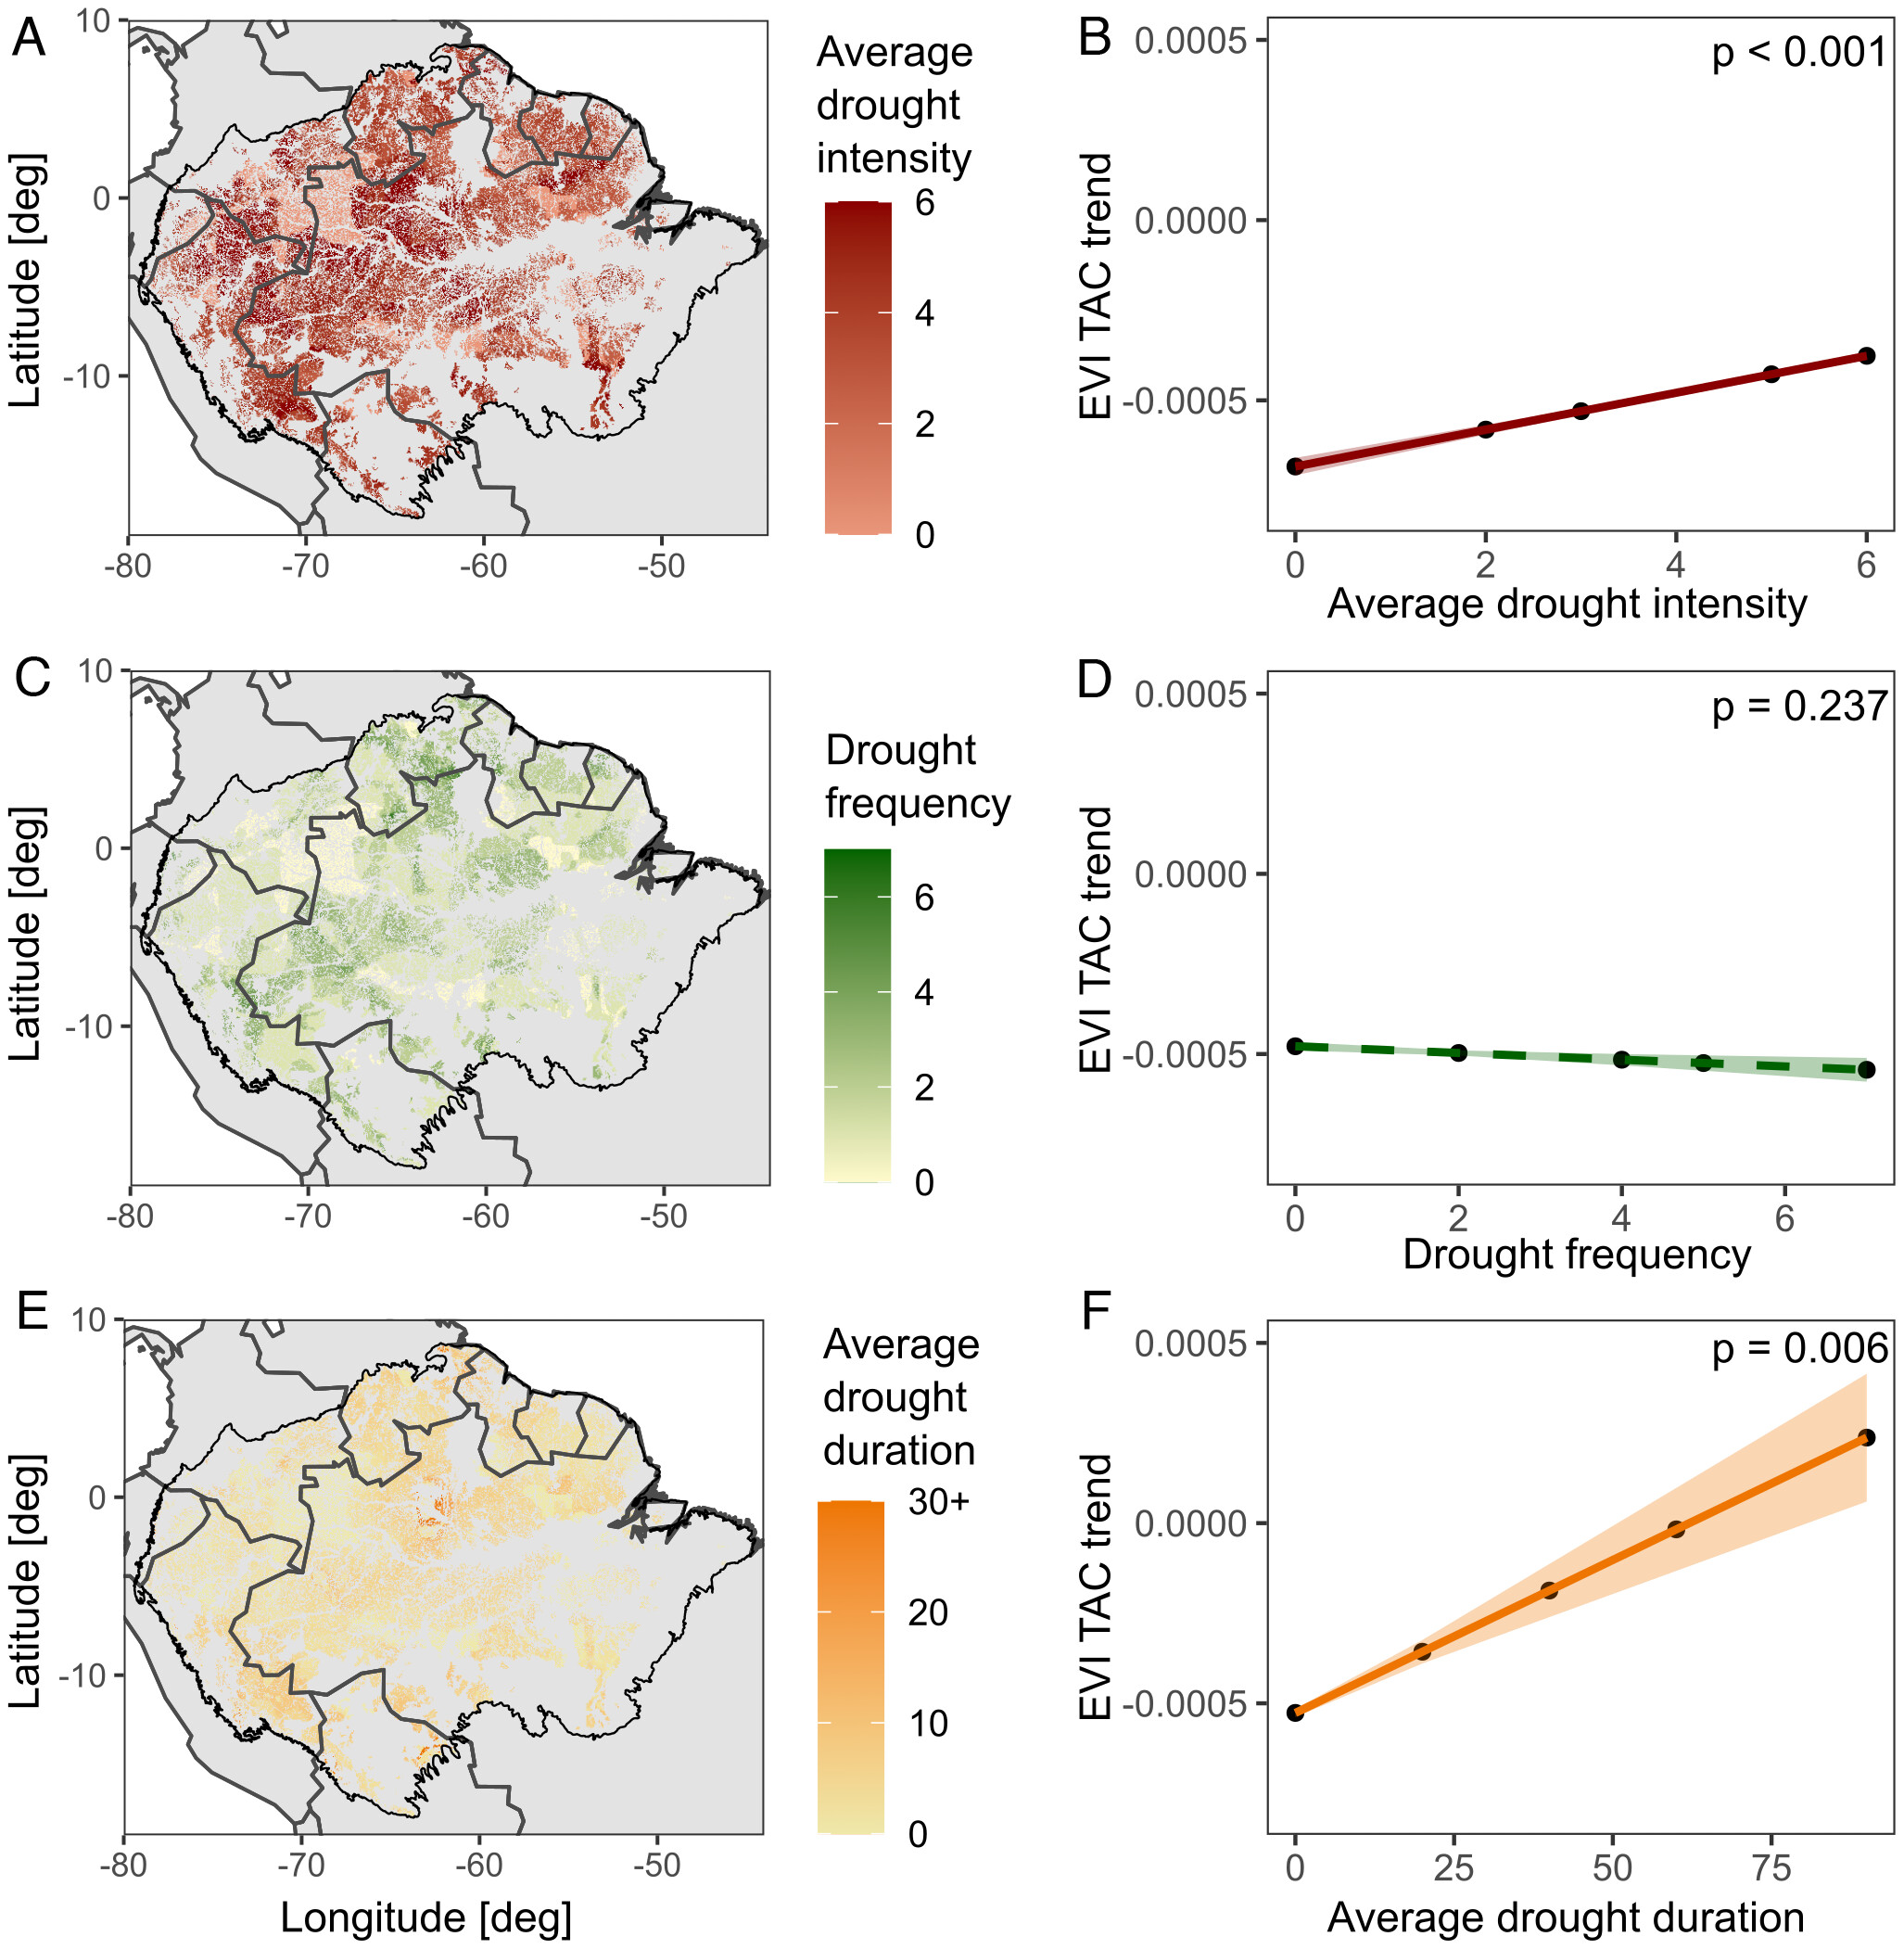 A
10
0
-10
Latitude [deg]
-80
-70
-60
-50
Average
drought
intensity
6
4
2
0
B
0.0005
0.0000
-0.0005
EVI TAC trend
p < 0.001
0
2
4
6
Average drought intensity
C
10
0
-10
Latitude [deg]
-80
-70
-60
-50
Drought
frequency
6
4
2
0
D
0.0005
0.0000
-0.0005
EVI TAC trend
p = 0.237
0
2
4
6
Drought frequency
E
10
0
-10
Latitude [deg]
-80
-70
-60
-50
Longitude [deg]
Average
drought
duration
30+
20
10
0
F
0.0005
0.0000
-0.0005
EVI TAC trend
p = 0.006
0
25
50
75
Average drought duration